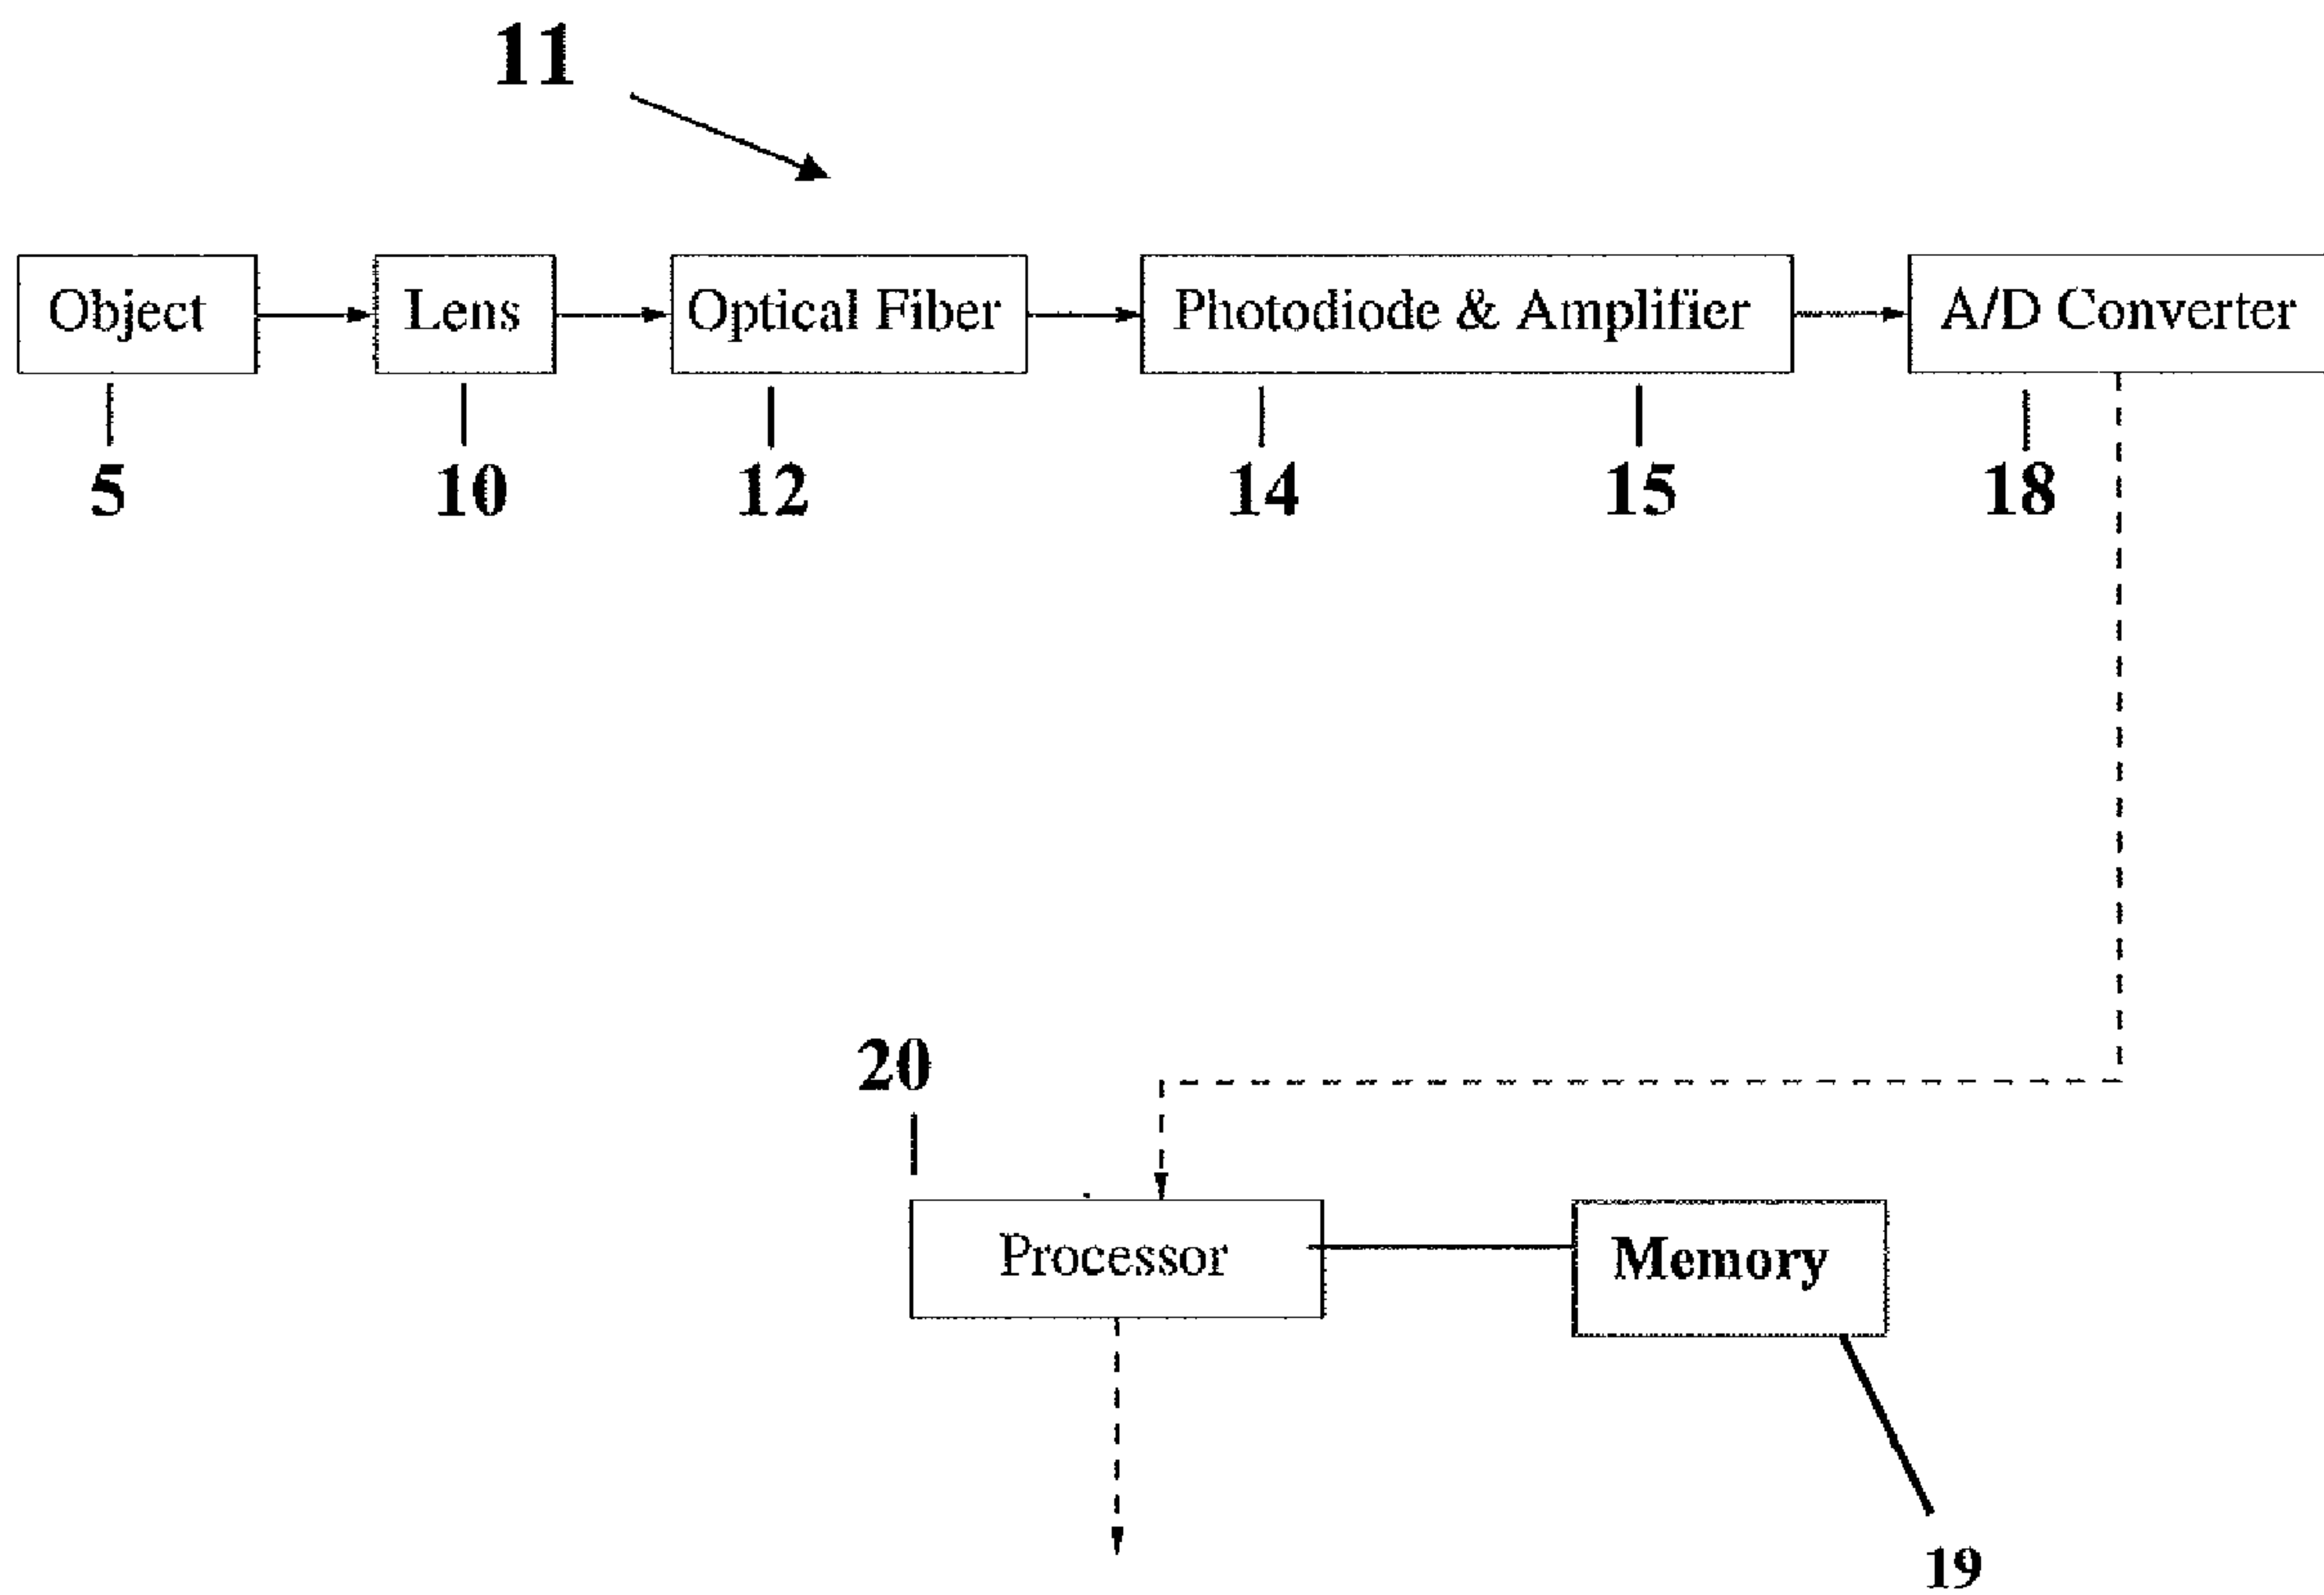 11
Object Lens Optical Fiber Photodiode & Amplifier A/D Converter
5 10 12 14 15 18
20
Processor Memory
19